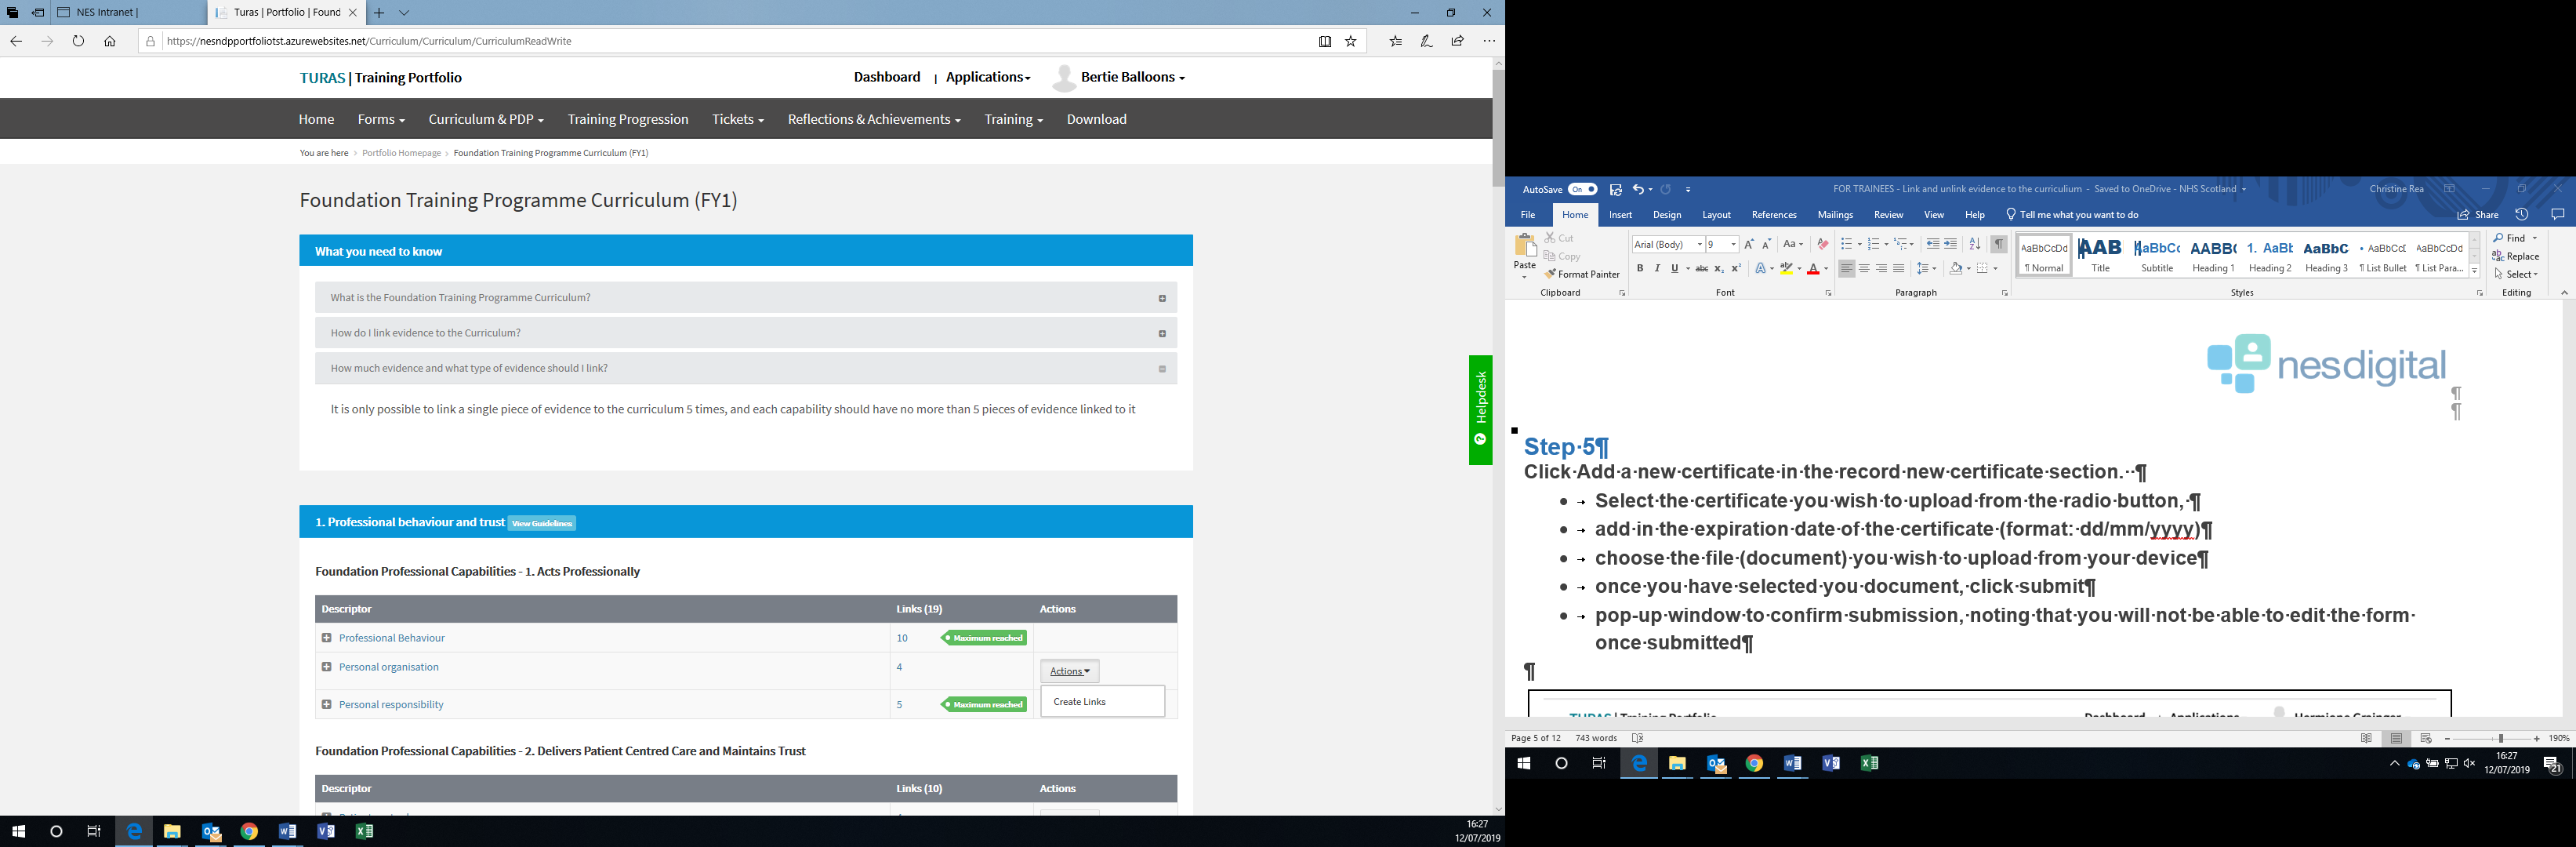 NES Intranet |
Turas | Portfolio | Found
https://nesndpportfoliotst.azurewebsites.net/Curriculum/Curriculum/CurriculumReadWrite
TURAS | Training Portfolio
Dashboard | Applications
Bertie Balloons
Home Forms Curriculum & PDP Training Progression Tickets Reflections & Achievements Training Download
You are here > Portfolio Homepage > Foundation Training Programme Curriculum (FY1)
Foundation Training Programme Curriculum (FY1)
What you need to know
What is the Foundation Training Programme Curriculum?
How do I link evidence to the Curriculum?
How much evidence and what type of evidence should I link?
It is only possible to link a single piece of evidence to the curriculum 5 times, and each capability should have no more than 5 pieces of evidence linked to it
Helpdesk
1. Professional behaviour and trust View Guidelines
Foundation Professional Capabilities - 1. Acts Professionally
Descriptor Links (19) Actions
Professional Behaviour 10 Maximum reached
Personal organisation 4 Actions
Create Links
Personal responsibility 5 Maximum reached
Foundation Professional Capabilities - 2. Delivers Patient Centred Care and Maintains Trust
Descriptor Links (10) Actions
16:27
12/07/2019
AutoSave On
FOR TRAINEES - Link and unlink evidence to the curriculium - Saved to OneDrive - NHS Scotland
Christine Rea
File Home Insert Design Layout References Mailings Review View Help Tell me what you want to do
Share
Paste
Cut
Copy
Format Painter
Clipboard
Arial (Body) 9
Aa
B I U abc x₂ x²
Font
Paragraph
AaBbCcDd AAB AaBbCc AABBC 1. AaBb AaBbC AaBbCcD AaBbCcDd
¶ Normal Title Subtitle Heading 1 Heading 2 Heading 3 ¶ List Bullet ¶ List Para...
Styles
Find
Replace
Select
Editing
nesdigital
¶
¶
Step·5¶
Click·Add·a·new·certificate·in·the·record·new·certificate·section.··¶
Select·the·certificate·you·wish·to·upload·from·the·radio·button,·¶
add·in·the·expiration·date·of·the·certificate·(format:·dd/mm/yyyy)¶
choose·the·file·(document)·you·wish·to·upload·from·your·device¶
once·you·have·selected·you·document,·click·submit¶
pop-up·window·to·confirm·submission,·noting·that·you·will·not·be·able·to·edit·the·form·
once·submitted¶
¶
TURAS | Training Portfolio Dashboard Applications Hermione Grainger
Page 5 of 12 743 words
190%
16:27
12/07/2019
21